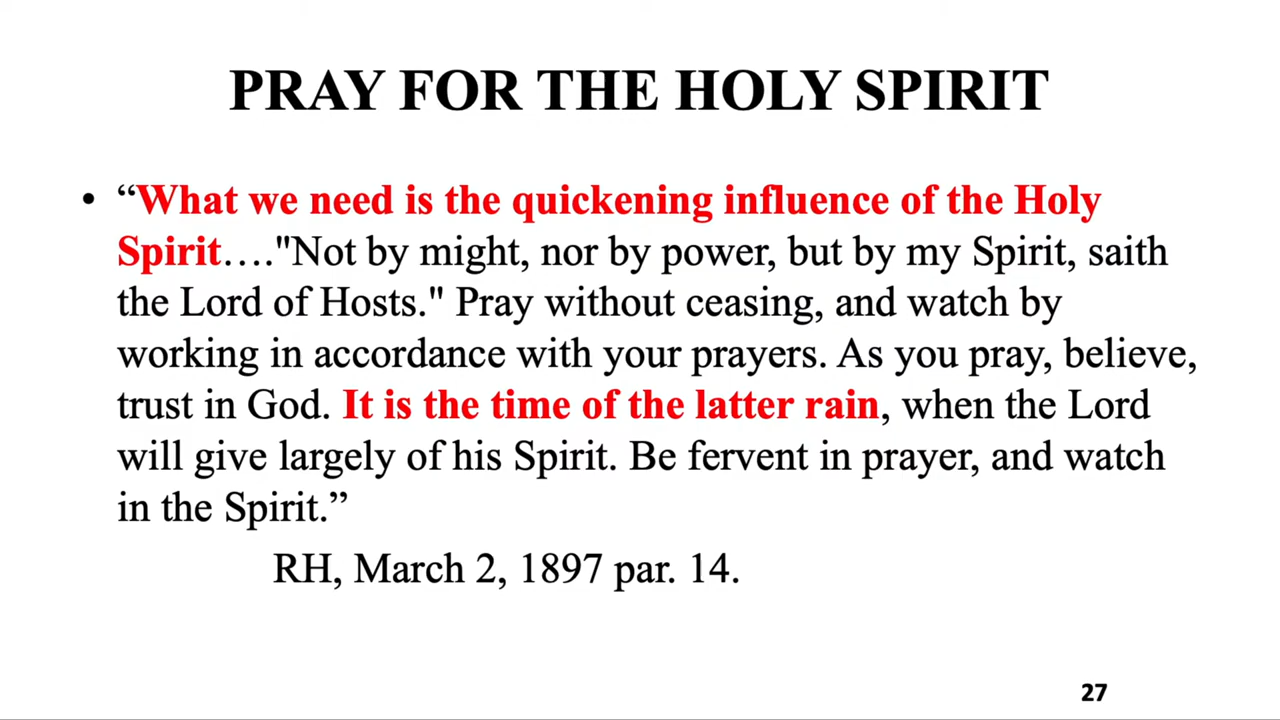 PRAY FOR THE HOLY SPIRIT
• “What we need is the quickening influence of the Holy
Spirit…."Not by might, nor by power, but by my Spirit, saith
the Lord of Hosts." Pray without ceasing, and watch by
working in accordance with your prayers. As you pray, believe,
trust in God. It is the time of the latter rain, when the Lord
will give largely of his Spirit. Be fervent in prayer, and watch
in the Spirit.”
RH, March 2, 1897 par. 14.
27